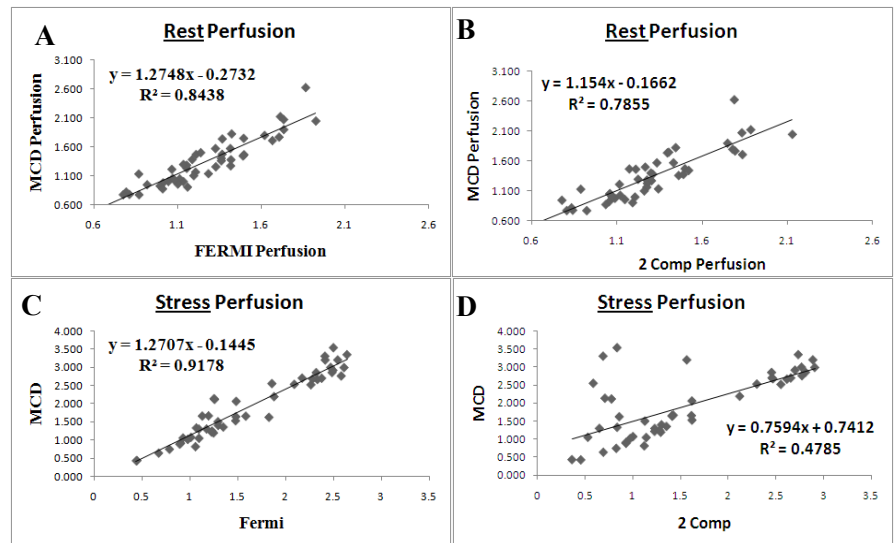 A
Rest Perfusion
y = 1.2748x - 0.2732
R² = 0.8438
MCD Perfusion
3.100
2.600
2.100
1.600
1.100
0.600
0.6 1.1 1.6 2.1 2.6
FERMI Perfusion
B
Rest Perfusion
y = 1.154x - 0.1662
R² = 0.7855
MCD Perfusion
3.100
2.600
2.100
1.600
1.100
0.600
0.6 1.1 1.6 2.1 2.6
2 Comp Perfusion
C
Stress Perfusion
y = 1.2707x - 0.1445
R² = 0.9178
MCD
4.000
3.500
3.000
2.500
2.000
1.500
1.000
0.500
0.000
0 0.5 1 1.5 2 2.5 3 3.5
Fermi
D
Stress Perfusion
MCD
4.000
3.500
3.000
2.500
2.000
1.500
1.000
0.500
0.000
y = 0.7594x + 0.7412
R² = 0.4785
0 0.5 1 1.5 2 2.5 3 3.5
2 Comp